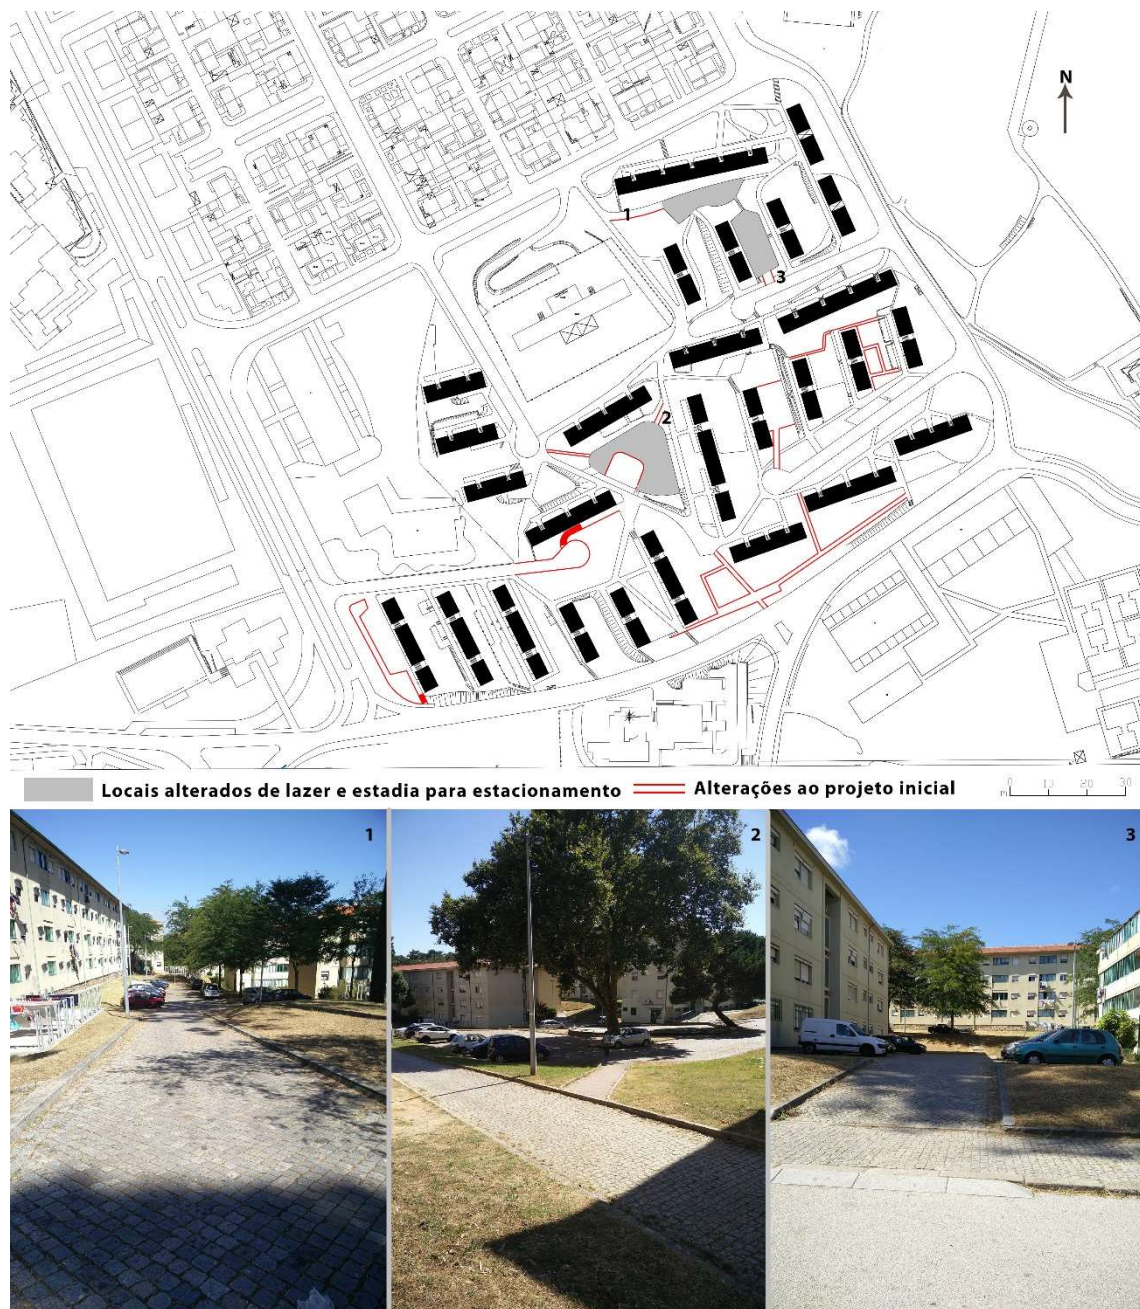 N
1
3
2
Locais alterados de lazer e estadia para estacionamento
Alterações ao projeto inicial
0 10 20 30
m
1
2
3